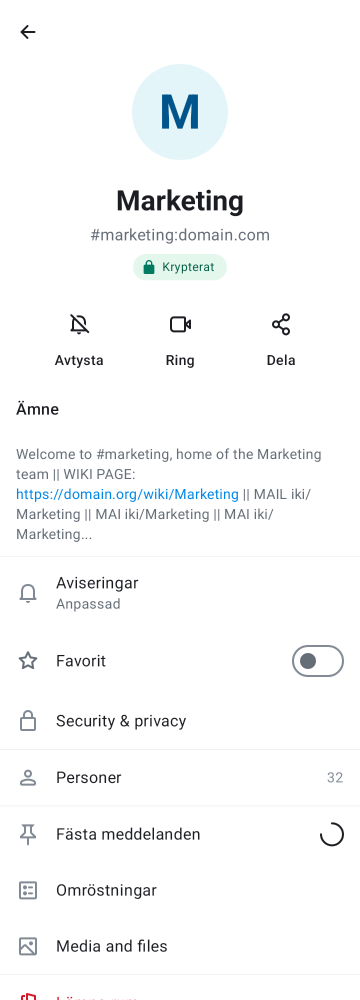 M
Marketing
#marketing:domain.com
Krypterat
Avtysta
Ring
Dela
Ämne
Welcome to #marketing, home of the Marketing
team || WIKI PAGE:
https://domain.org/wiki/Marketing || MAIL iki/
Marketing || MAI iki/Marketing || MAI iki/
Marketing...
Aviseringar
Anpassad
Favorit
Security & privacy
Personer 32
Fästa meddelanden
Omröstningar
Media and files